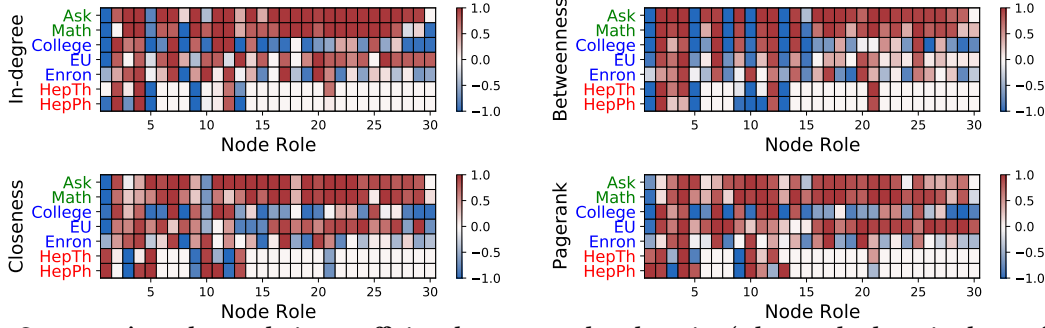 In-degree
Ask
Math
College
EU
Enron
HepTh
HepPh
5 10 15 20 25 30
Node Role
1.0
0.5
0.0
−0.5
−1.0
Betweenness
Ask
Math
College
EU
Enron
HepTh
HepPh
5 10 15 20 25 30
Node Role
1.0
0.5
0.0
−0.5
−1.0
Closeness
Ask
Math
College
EU
Enron
HepTh
HepPh
5 10 15 20 25 30
Node Role
1.0
0.5
0.0
−0.5
−1.0
Pagerank
Ask
Math
College
EU
Enron
HepTh
HepPh
5 10 15 20 25 30
Node Role
1.0
0.5
0.0
−0.5
−1.0